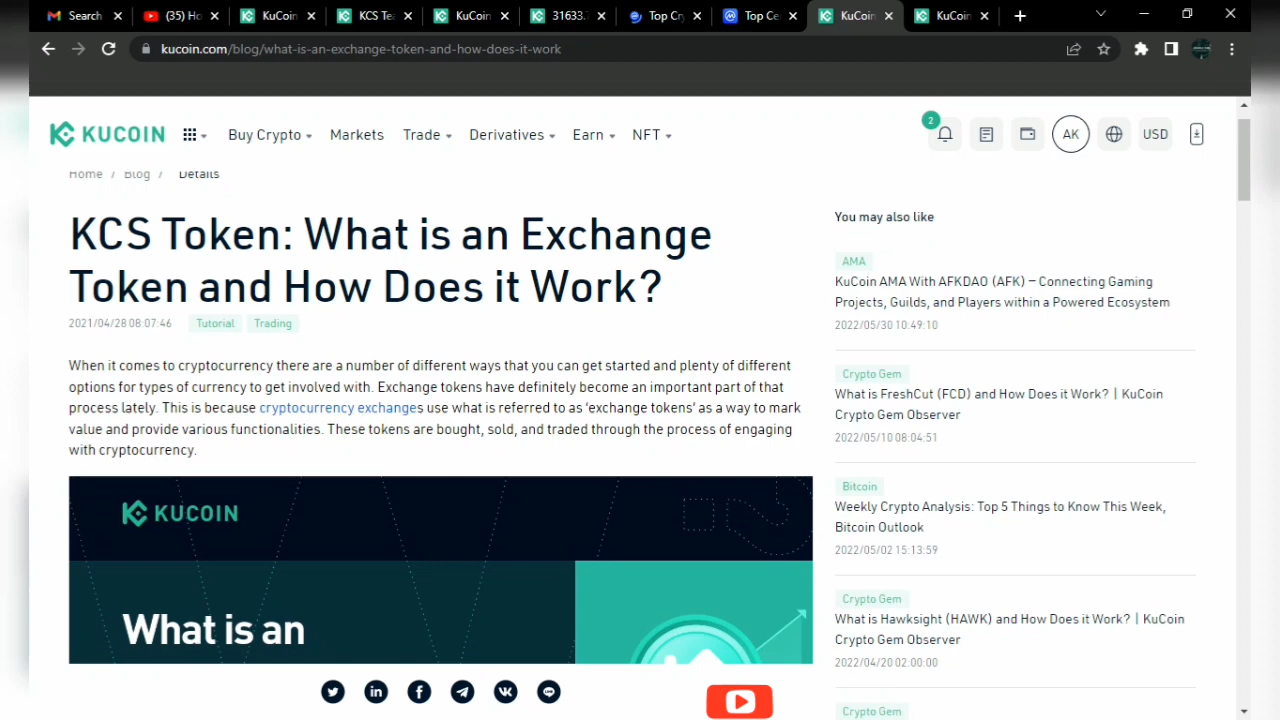 Search
(35) Ho
KuCoin
KCS Tea
KuCoin
31633.
Top Cry
Top Ce
KuCoin
KuCoin
kucoin.com/blog/what-is-an-exchange-token-and-how-does-it-work
KUCOIN
Buy Crypto
Markets
Trade
Derivatives
Earn
NFT
2
AK
USD
Home / Blog / Details
KCS Token: What is an Exchange
Token and How Does it Work?
2021/04/28 08:07:46
Tutorial
Trading
When it comes to cryptocurrency there are a number of different ways that you can get started and plenty of different
options for types of currency to get involved with. Exchange tokens have definitely become an important part of that
process lately. This is because cryptocurrency exchanges use what is referred to as ‘exchange tokens’ as a way to mark
value and provide various functionalities. These tokens are bought, sold, and traded through the process of engaging
with cryptocurrency.
KUCOIN
What is an
You may also like
AMA
KuCoin AMA With AFKDAO (AFK) — Connecting Gaming
Projects, Guilds, and Players within a Powered Ecosystem
2022/05/30 10:49:10
Crypto Gem
What is FreshCut (FCD) and How Does it Work? | KuCoin
Crypto Gem Observer
2022/05/10 08:04:51
Bitcoin
Weekly Crypto Analysis: Top 5 Things to Know This Week,
Bitcoin Outlook
2022/05/02 15:13:59
Crypto Gem
What is Hawksight (HAWK) and How Does it Work? | KuCoin
Crypto Gem Observer
2022/04/20 02:00:00
Crypto Gem